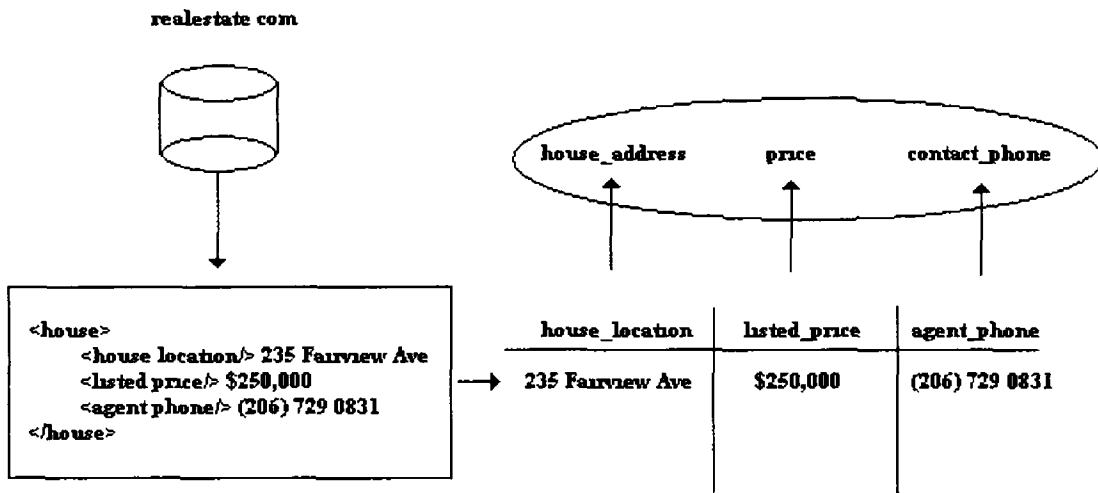 realestate com
house_address price contact_phone
<house>
<house location/> 235 Fairview Ave
<listed price/> $250,000
<agent phone/> (206) 729 0831
</house>
house_location listed_price agent_phone
235 Fairview Ave $250,000 (206) 729 0831